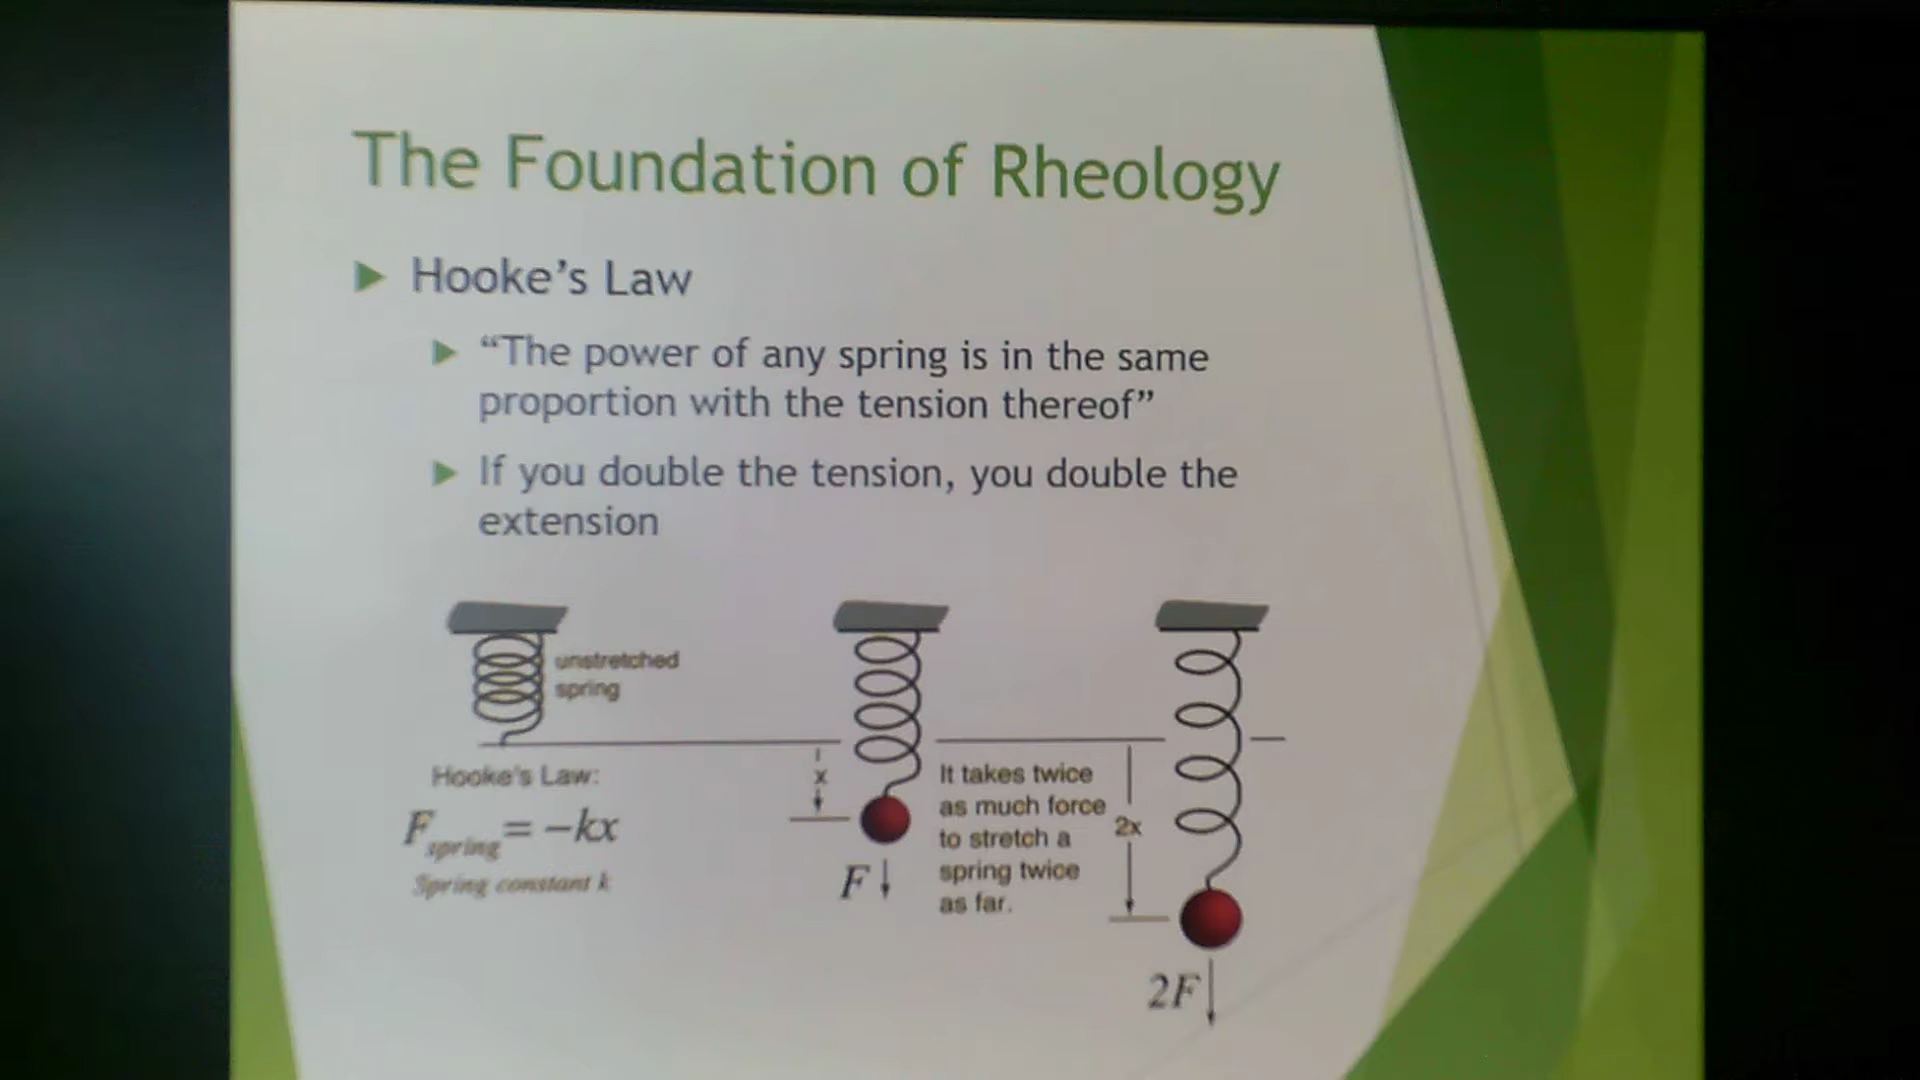 The Foundation of Rheology
Hooke's Law
“The power of any spring is in the same
proportion with the tension thereof”
If you double the tension, you double the
extension
unstretched
spring
Hooke's Law:
F spring = -kx
Spring constant k
x
F
It takes twice
as much force
to stretch a
spring twice
as far.
2x
2F